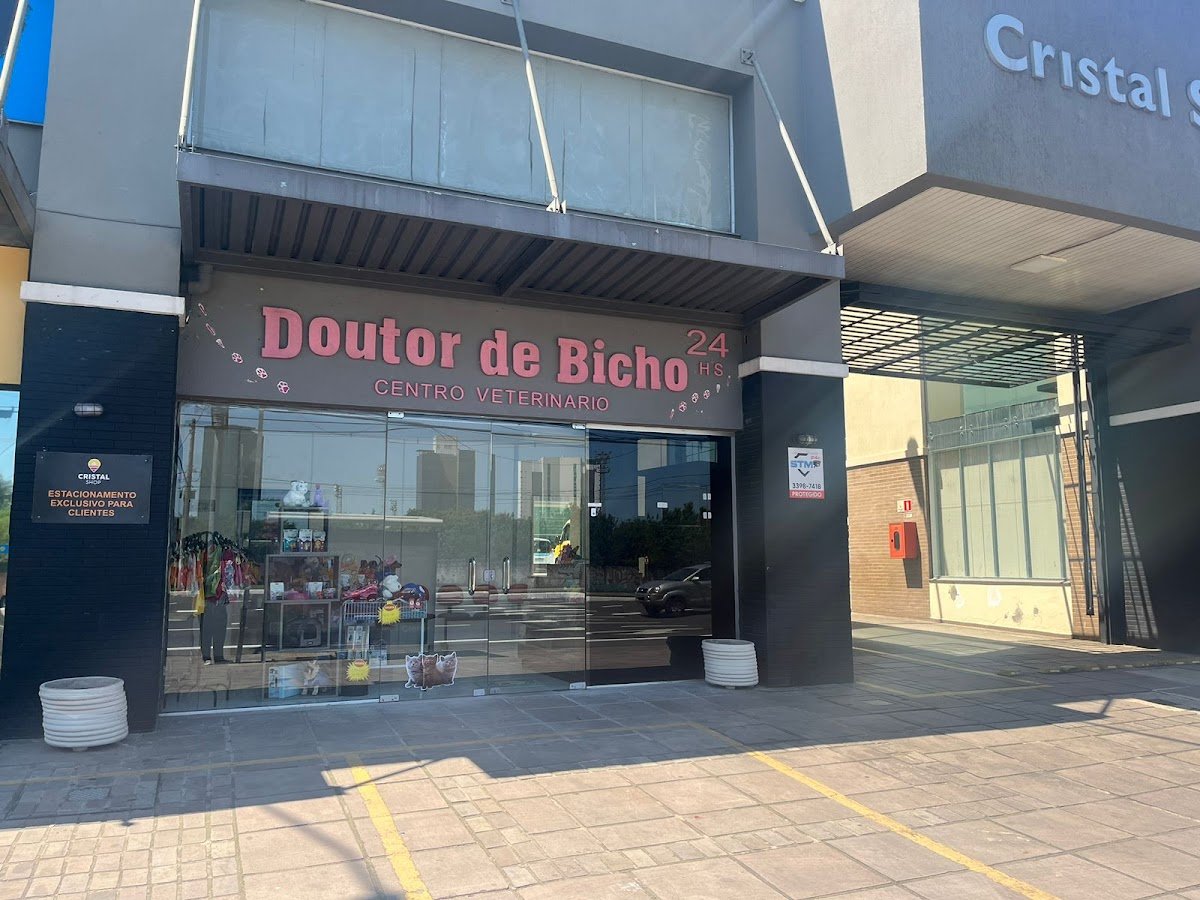 Cristal S
Doutor de Bicho
24
HS
CENTRO VETERINARIO
CRISTAL
SHOP
ESTACIONAMENTO
EXCLUSIVO PARA
CLIENTES
STM
3398-7418
PROTEGIDO